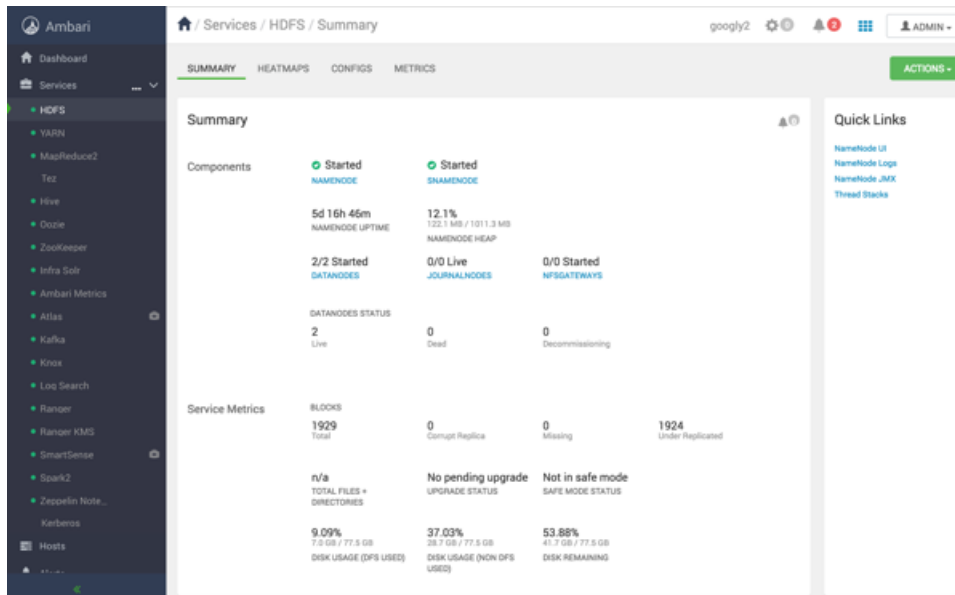 Ambari
/ Services / HDFS / Summary
googly2
0
2
ADMIN
Dashboard
Services
...
HDFS
YARN
MapReduce2
Tez
Hive
Oozie
ZooKeeper
Infra Solr
Ambari Metrics
Atlas
Kafka
Knox
Log Search
Ranger
Ranger KMS
SmartSense
Spark2
Zeppelin Note...
Kerberos
Hosts
Alerts
SUMMARY HEATMAPS CONFIGS METRICS
ACTIONS
Summary
0
Components
Started Started
NAMENODE SNAMENODE
5d 16h 46m 12.1%
122.1 MB / 1011.3 MB
NAMENODE UPTIME
NAMENODE HEAP
2/2 Started 0/0 Live 0/0 Started
DATANODES JOURNALNODES NFSGATEWAYS
DATANODES STATUS
2 0 0
Live Dead Decommissioning
Service Metrics
BLOCKS
1929 0 0 1924
Total Corrupt Replica Missing Under Replicated
n/a No pending upgrade Not in safe mode
TOTAL FILES + UPGRADE STATUS SAFE MODE STATUS
DIRECTORIES
9.09% 37.03% 53.88%
7.0 GB / 77.5 GB 28.7 GB / 77.5 GB 41.7 GB / 77.5 GB
DISK USAGE (DFS USED) DISK USAGE (NON DFS DISK REMAINING
USED)
Quick Links
NameNode UI
NameNode Logs
NameNode JMX
Thread Stacks